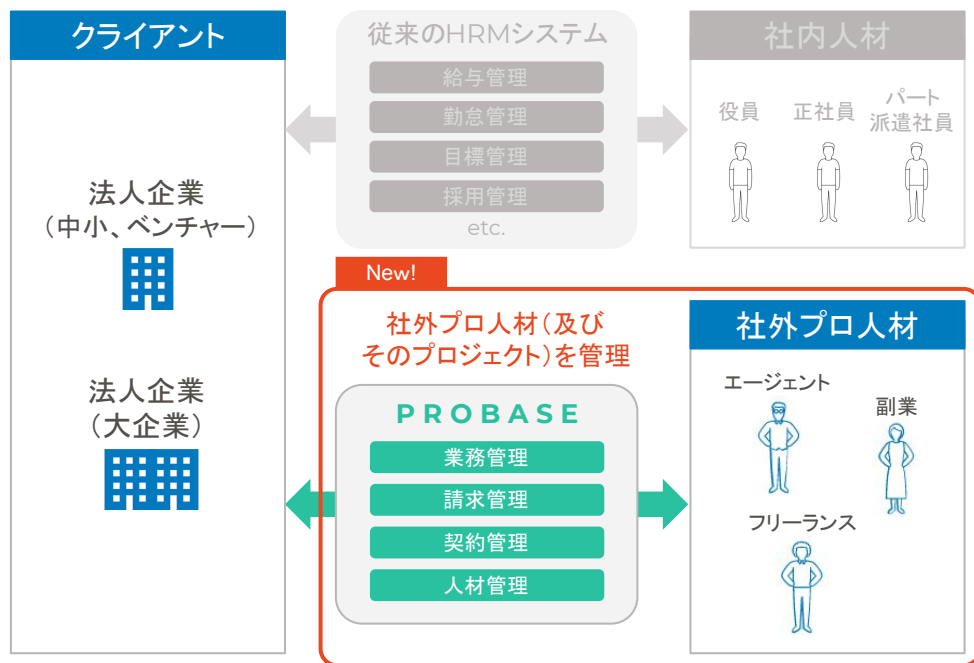 クライアント
法人企業
（中小、ベンチャー）
法人企業
（大企業）
従来のHRMシステム
給与管理
勤怠管理
目標管理
採用管理
etc.
社内人材
役員
正社員
パート
派遣社員
New!
社外プロ人材（及び
そのプロジェクト）を管理
PROBASE
業務管理
請求管理
契約管理
人材管理
社外プロ人材
エージェント
副業
フリーランス